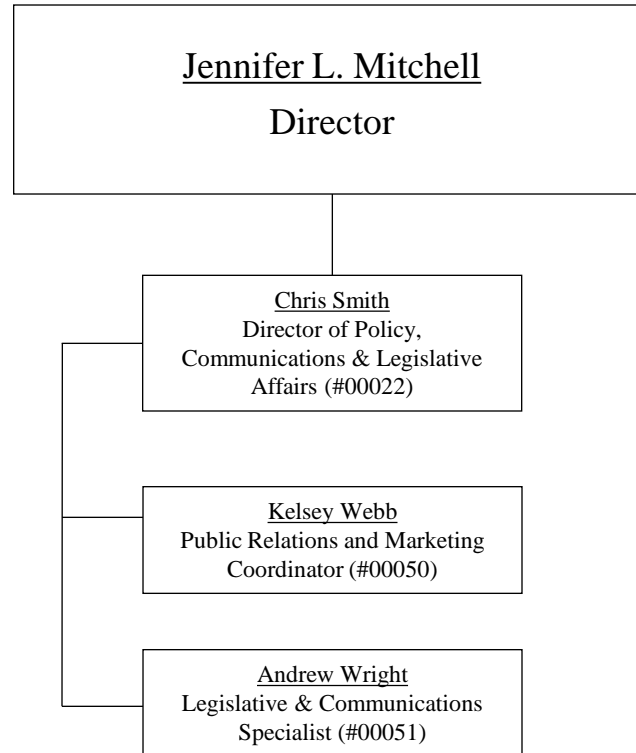 Jennifer L. Mitchell
Director
Chris Smith
Director of Policy,
Communications & Legislative
Affairs (#00022)
Kelsey Webb
Public Relations and Marketing
Coordinator (#00050)
Andrew Wright
Legislative & Communications
Specialist (#00051)